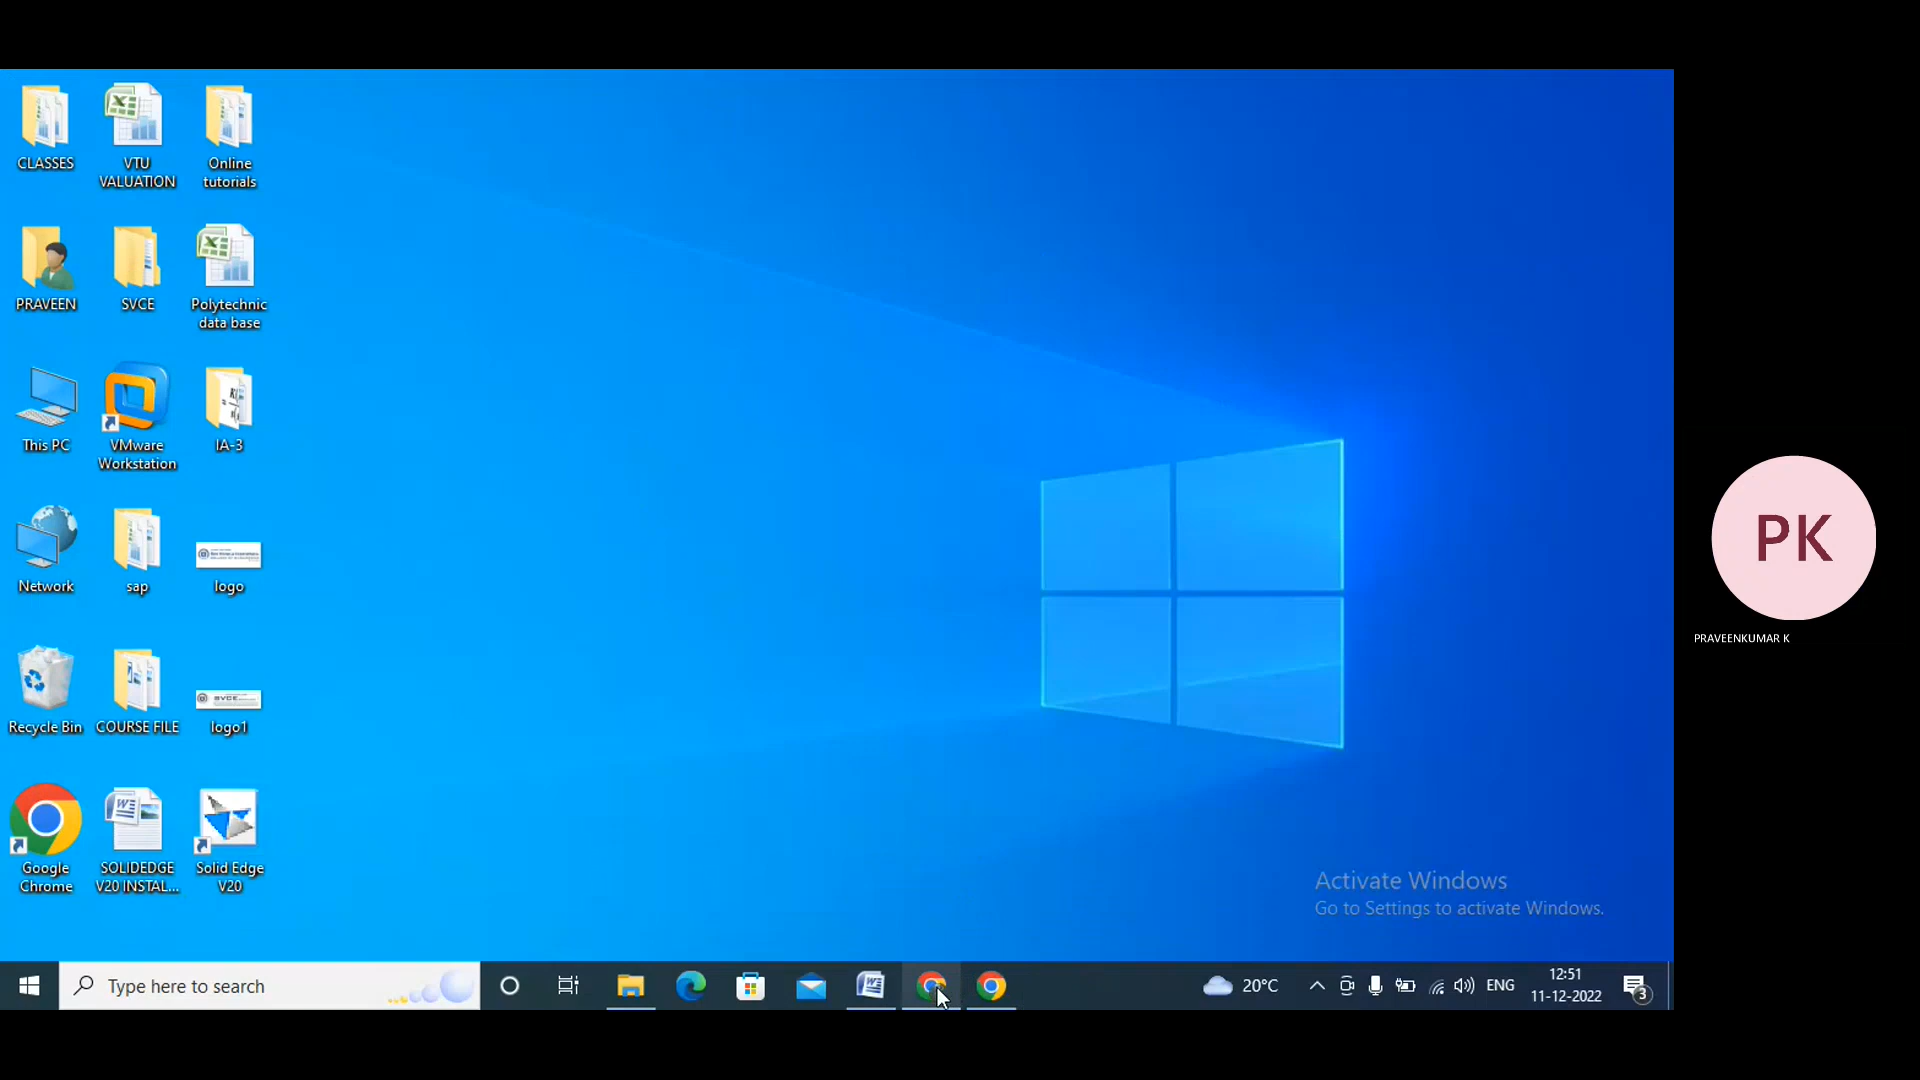 CLASSES
VTU
VALUATION
Online
tutorials
PRAVEEN
SVCE
Polytechnic
data base
This PC
VMware
Workstation
IA-3
Network
sap
logo
Recycle Bin
COURSE FILE
SVCE
logo1
Google
Chrome
SOLIDEDGE
V20 INSTAL...
Solid Edge
V20
PK
PRAVEENKUMAR K
Activate Windows
Go to Settings to activate Windows.
Type here to search
20°C
ENG
12:51
11-12-2022
3